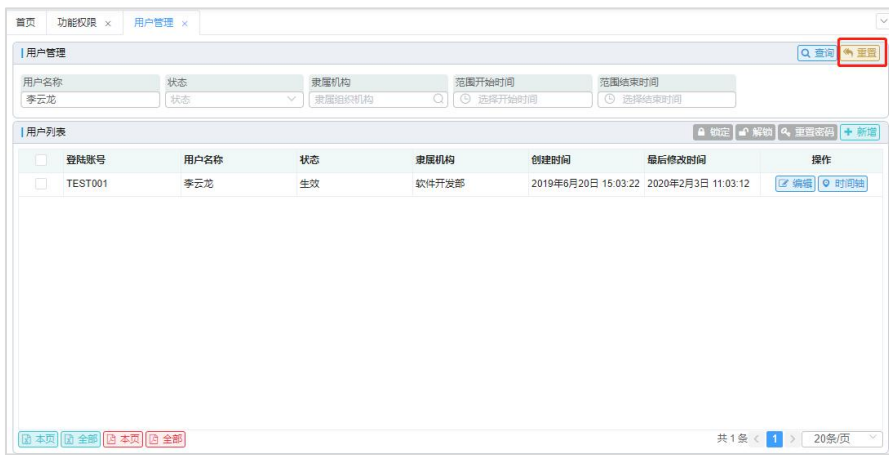 首页 功能权限 × 用户管理 ×
用户管理 查询 重置
用户名称 状态 隶属机构 范围开始时间 范围结束时间
李云龙 状态 隶属组织机构 选择开始时间 选择结束时间
用户列表 锁定 解锁 重置密码 + 新增
登陆账号 用户名称 状态 隶属机构 创建时间 最后修改时间 操作
TEST001 李云龙 生效 软件开发部 2019年6月20日 15:03:22 2020年2月3日 11:03:12 编辑 时间轴
本页 全部 本页 全部 共 1 条 < 1 > 20条/页